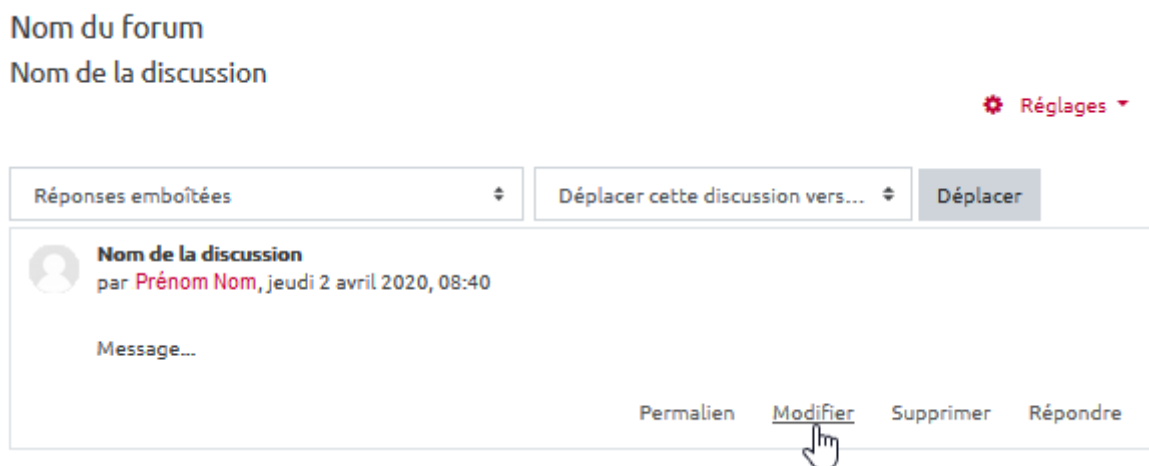 Nom du forum
Nom de la discussion
Réglages
Réponses emboîtées Déplacer cette discussion vers... Déplacer
Nom de la discussion
par Prénom Nom, jeudi 2 avril 2020, 08:40
Message...
Permalien Modifier Supprimer Répondre